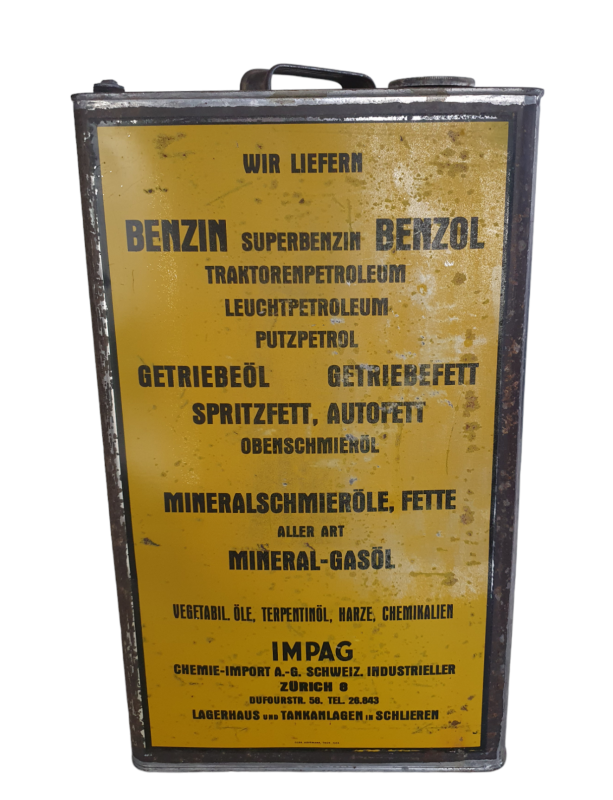 WIR LIEFERN
BENZIN SUPERBENZIN BENZOL
TRAKTORENPETROLEUM
LEUCHTPETROLEUM
PUTZPETROL
GETRIEBEÖL GETRIEBEFETT
SPRITZFETT, AUTOFETT
OBENSCHMIERÖL
MINERALSCHMIERÖLE, FETTE
ALLER ART
MINERAL-GASÖL
VEGETABIL. ÖLE, TERPENTINÖL, HARZE, CHEMIKALIEN
IMPAG
CHEMIE-IMPORT A.-G. SCHWEIZ. INDUSTRIELLER
ZÜRICH 8
DUFOURSTR. 56. TEL. 26.843
LAGERHAUS UND TANKANLAGEN IN SCHLIEREN